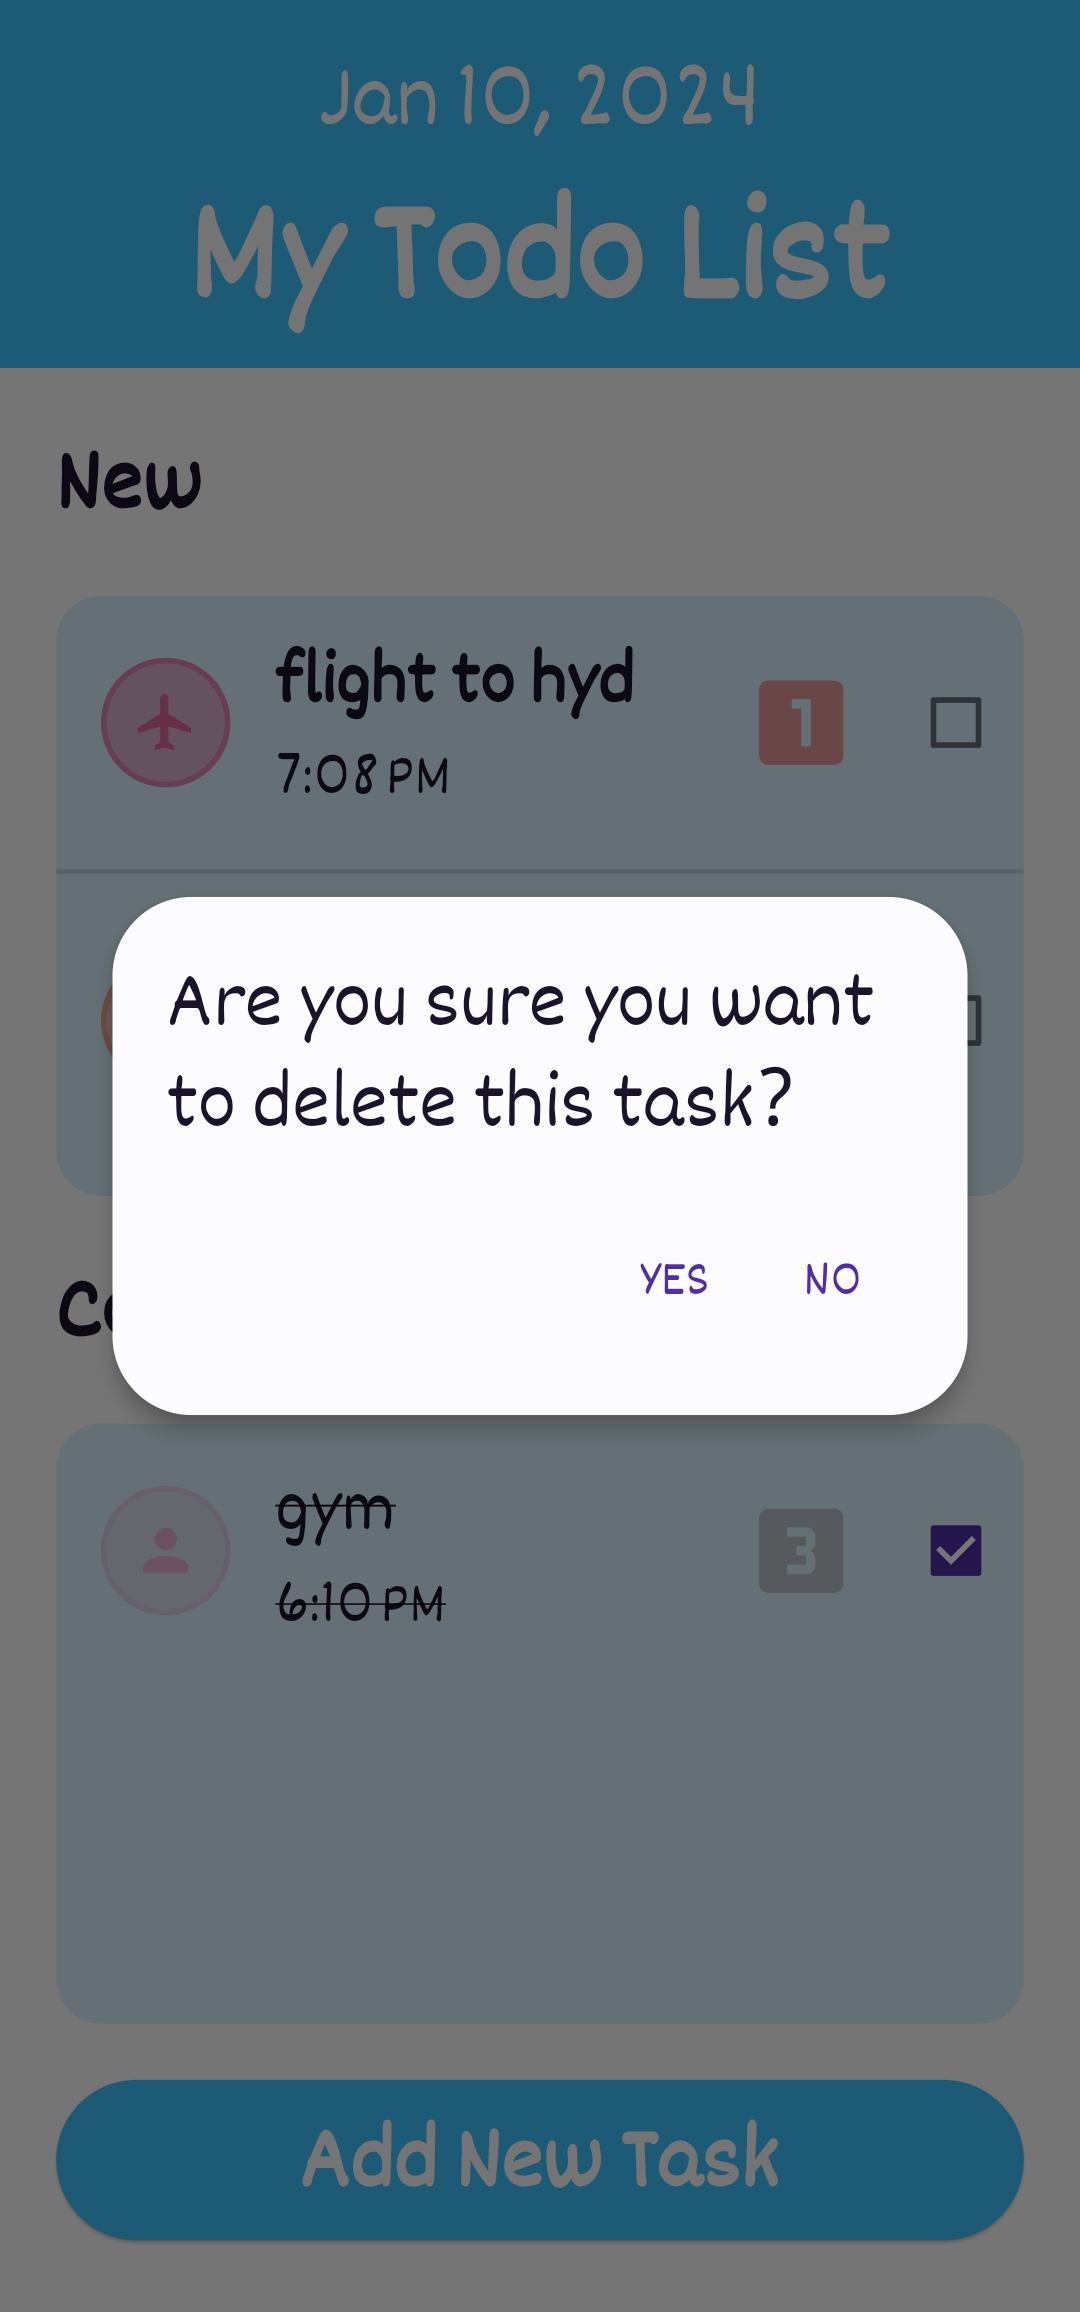 Jan 10, 2024
My Todo List
New
flight to hyd
7:08 PM
1
Are you sure you want
to delete this task?
YES NO
gym
6:10 PM
3
Add New Task